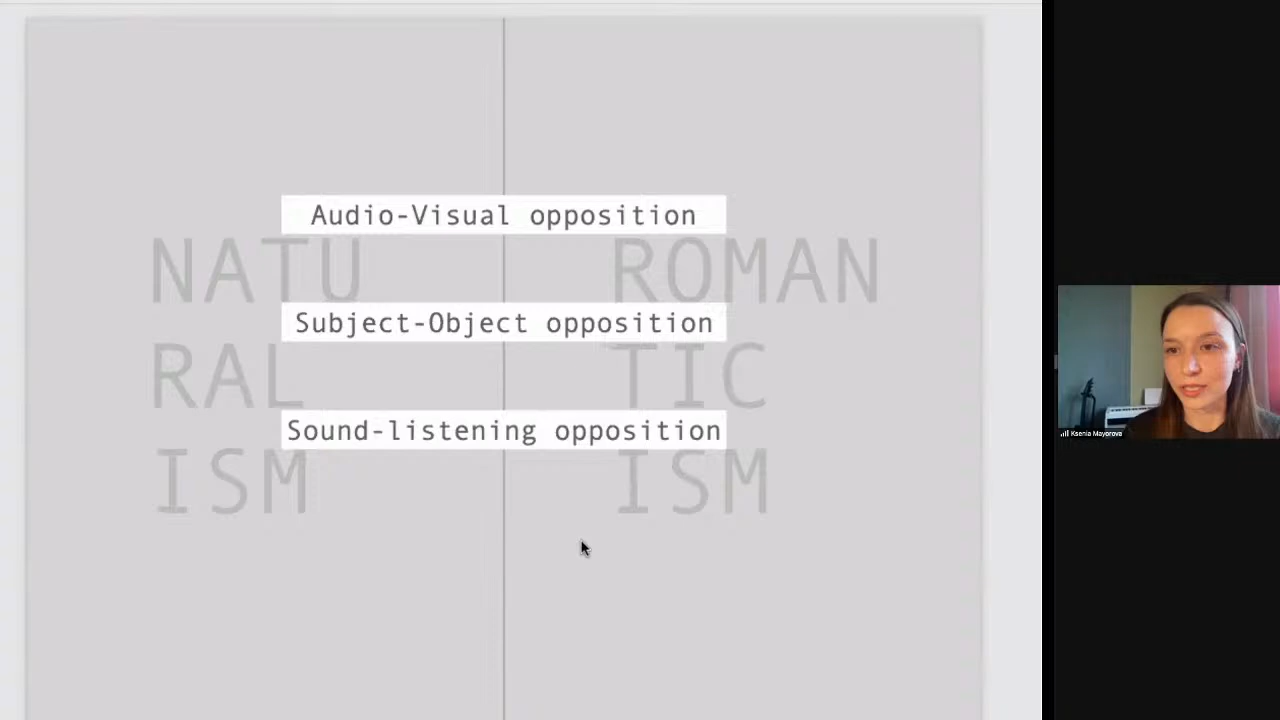 Audio-Visual opposition
NATU
ROMAN
Subject-Object opposition
RAL
TIC
Sound-listening opposition
ISM
ISM
Ksenia Mayorova